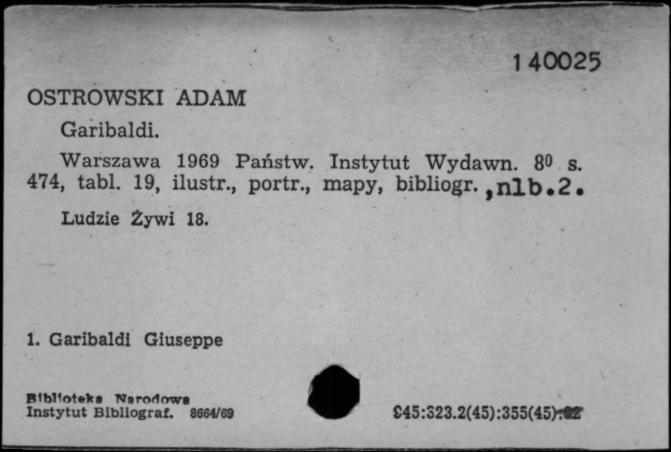 140025
OSTROWSKI ADAM
Garibaldi.
Warszawa 1969 Państw. Instytut Wydawn. 8⁰ s.
474, tabl. 19, ilustr., portr., mapy, bibliogr. ,nlb.2.
Ludzie Żywi 18.
1. Garibaldi Giuseppe
Biblioteka Narodowa
Instytut Bibliograf. 8664/69
945:323.2(45):355(45)